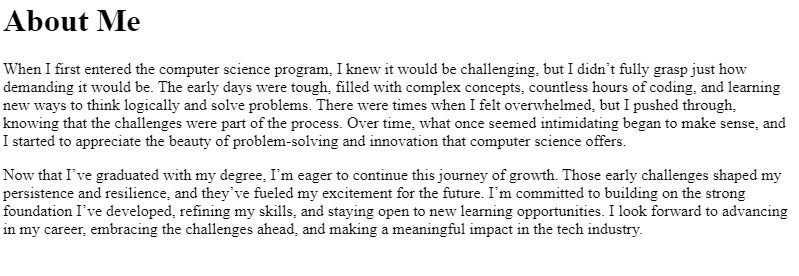 About Me
When I first entered the computer science program, I knew it would be challenging, but I didn’t fully grasp just how
demanding it would be. The early days were tough, filled with complex concepts, countless hours of coding, and learning
new ways to think logically and solve problems. There were times when I felt overwhelmed, but I pushed through,
knowing that the challenges were part of the process. Over time, what once seemed intimidating began to make sense, and
I started to appreciate the beauty of problem-solving and innovation that computer science offers.
Now that I’ve graduated with my degree, I’m eager to continue this journey of growth. Those early challenges shaped my
persistence and resilience, and they’ve fueled my excitement for the future. I’m committed to building on the strong
foundation I’ve developed, refining my skills, and staying open to new learning opportunities. I look forward to advancing
in my career, embracing the challenges ahead, and making a meaningful impact in the tech industry.